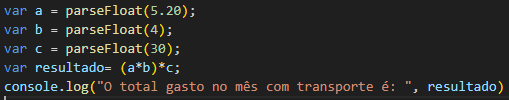 var a = parseFloat(5.20);
var b = parseFloat(4);
var c = parseFloat(30);
var resultado= (a*b)*c;
console.log("O total gasto no mês com transporte é: ", resultado)